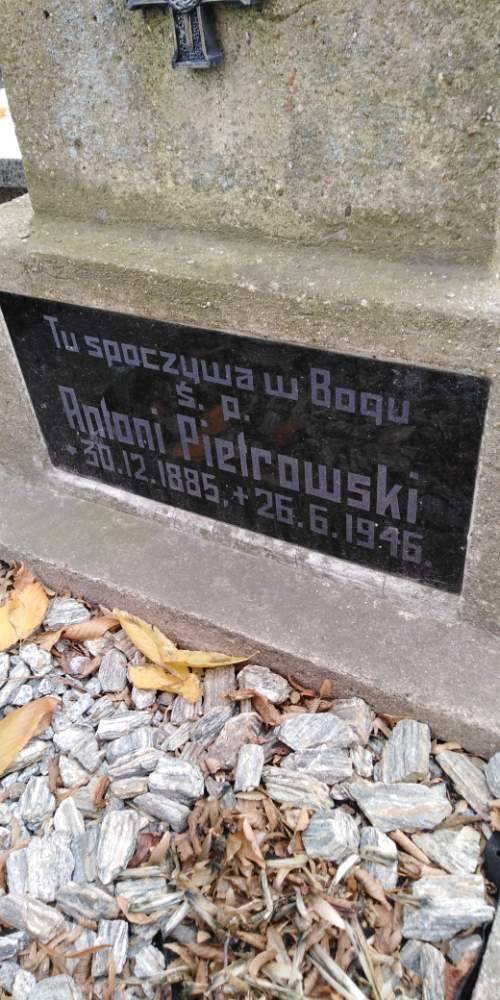 Tu spoczywa w Bogu
ś. p.
Antoni Pietrowski
+30.12.1885, +26.6.1946.